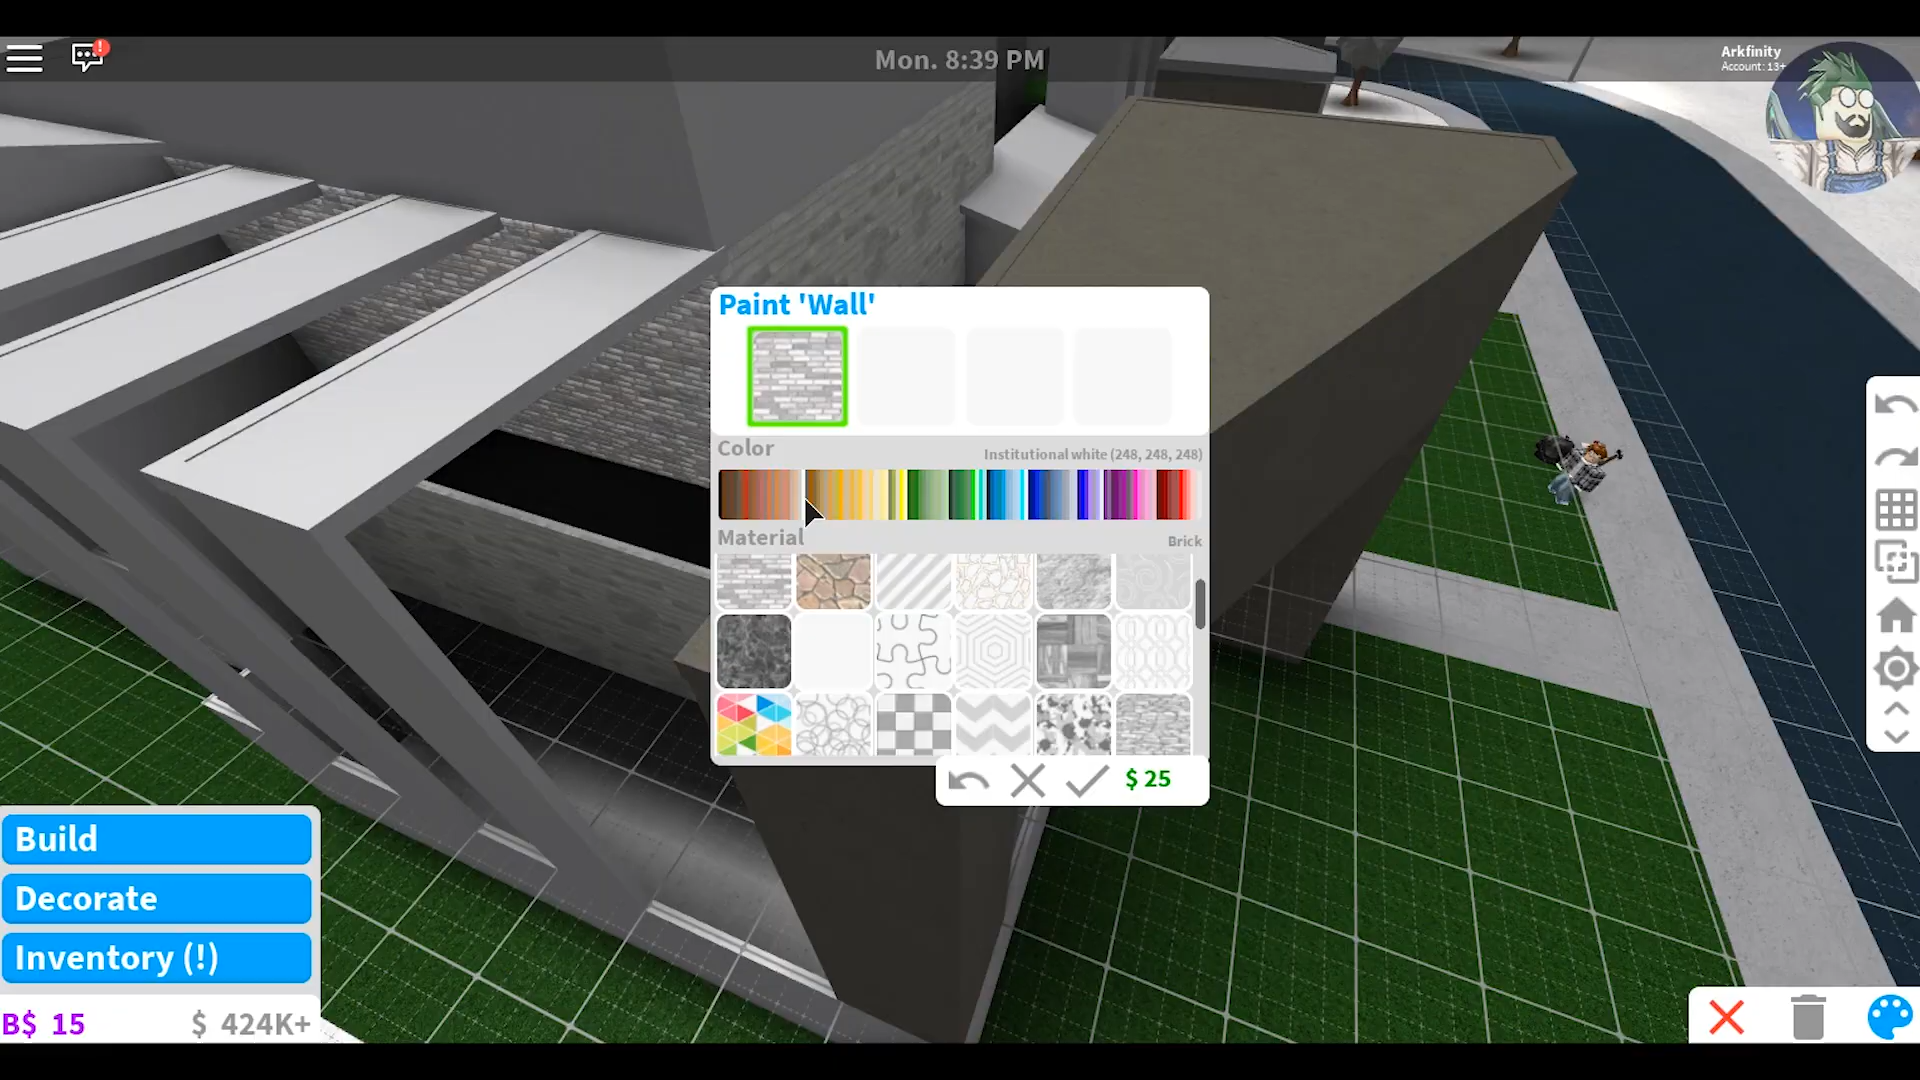 Mon. 8:39 PM
Arkfinity
Account: 13+
Paint 'Wall'
Color
Institutional white (248, 248, 248)
Material
Brick
$ 25
Build
Decorate
Inventory (!)
B$ 15
$ 424K+